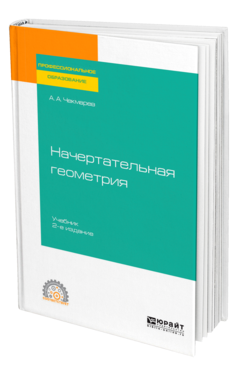 ПРОФЕССИОНАЛЬНОЕ
ОБРАЗОВАНИЕ
А. А. Чекмарев
Начертательная
геометрия
Учебник
2-е издание
юрайт